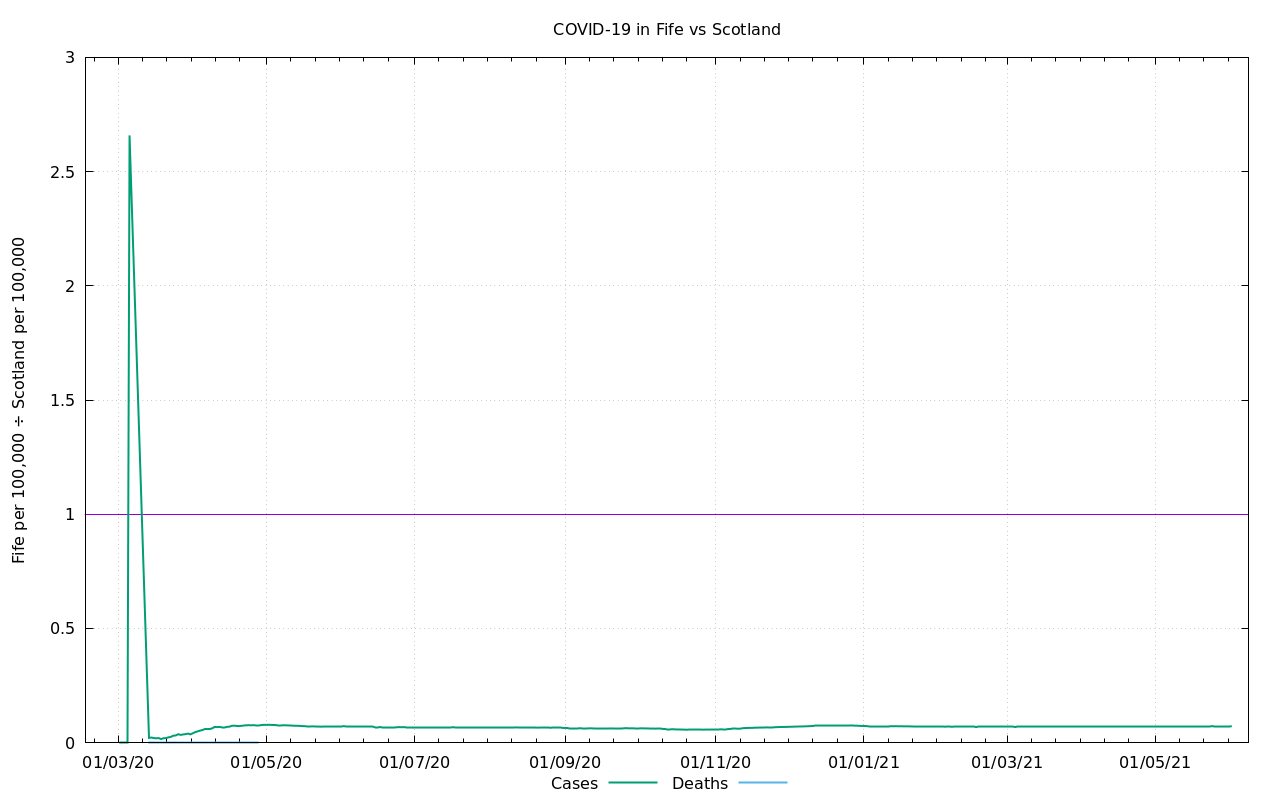 COVID-19 in Fife vs Scotland
Fife per 100,000 ÷ Scotland per 100,000
3
2.5
2
1.5
1
0.5
0
01/03/20 01/05/20 01/07/20 01/09/20 01/11/20 01/01/21 01/03/21 01/05/21
Cases Deaths